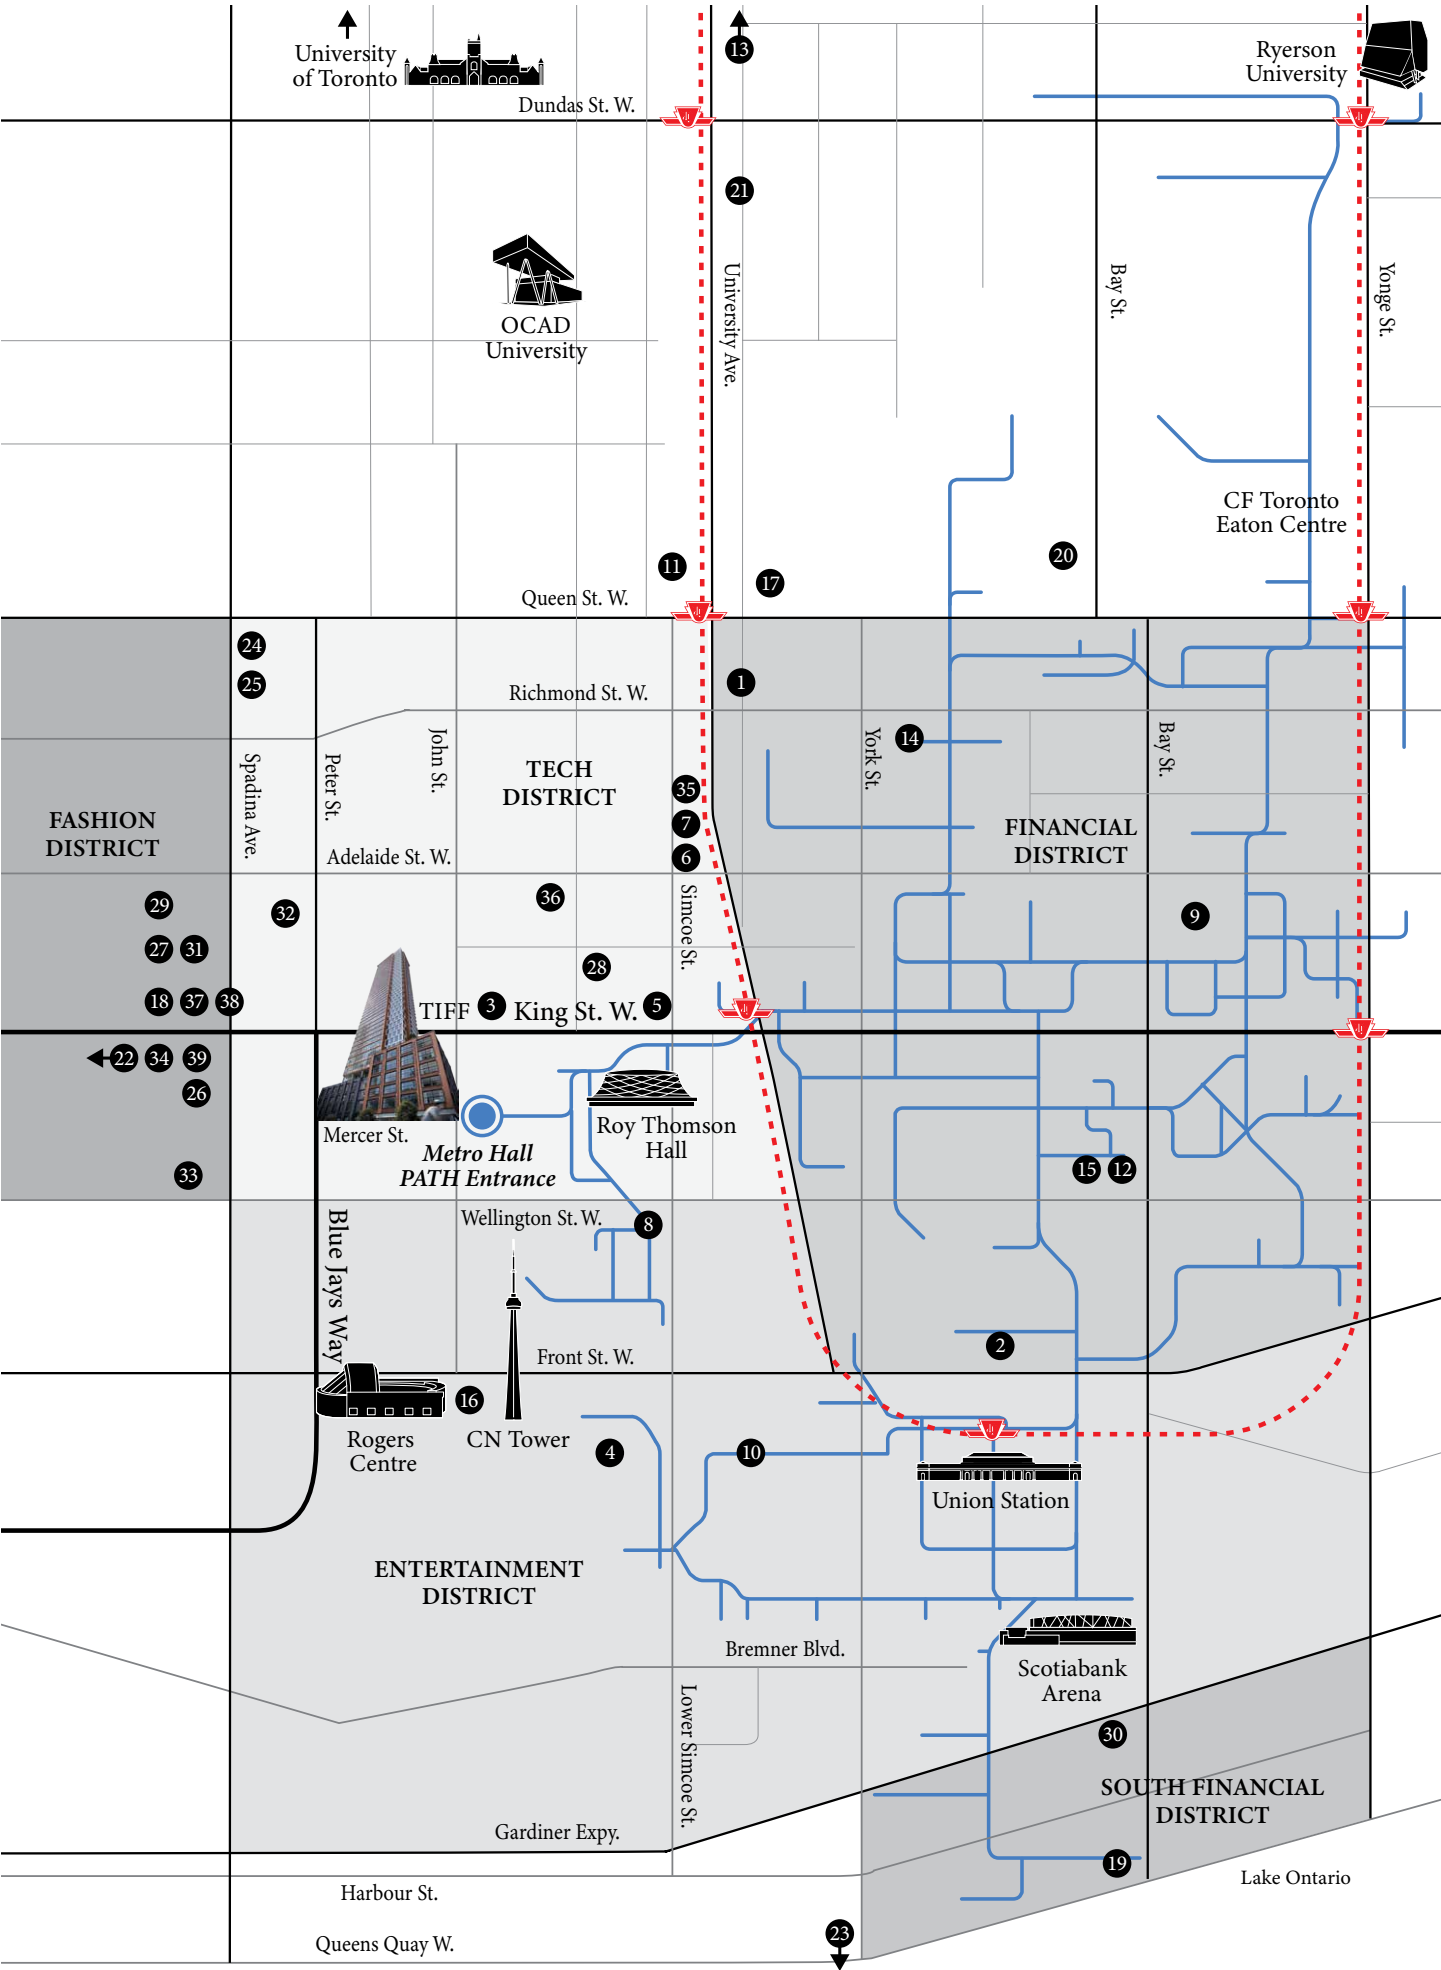 University
of Toronto
13
Ryerson
University
Dundas St. W.
21
University Ave.
Bay St.
Yonge St.
OCAD
University
CF Toronto
Eaton Centre
11
17
20
Queen St. W.
24
25
1
Richmond St. W.
14
Spadina Ave.
Peter St.
John St.
York St.
Bay St.
TECH
DISTRICT
35
7
6
FASHION
DISTRICT
FINANCIAL
DISTRICT
Adelaide St. W.
Simcoe St.
29
32
36
9
27
31
28
18
37
38
TIFF
3
King St. W.
5
22
34
39
26
Mercer St.
Metro Hall
PATH Entrance
Roy Thomson
Hall
15
12
33
Blue Jays Way
Wellington St. W.
8
2
Front St. W.
16
Rogers
Centre
CN Tower
4
10
Union Station
ENTERTAINMENT
DISTRICT
Bremner Blvd.
Scotiabank
Arena
Lower Simcoe St.
30
SOUTH FINANCIAL
DISTRICT
Gardiner Expy.
19
Lake Ontario
Harbour St.
23
Queens Quay W.